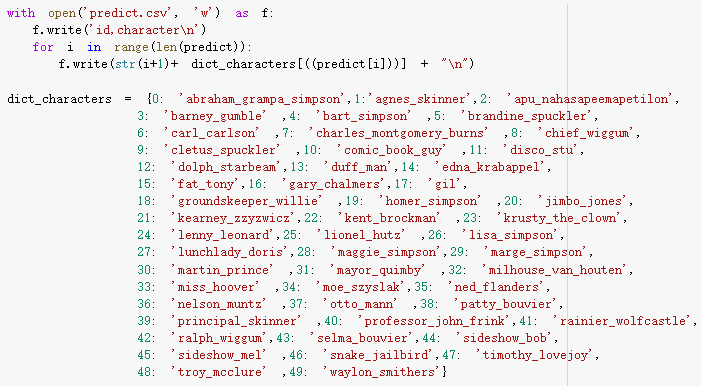 with open('predict.csv', 'w') as f:
f.write('id,character\n')
for i in range(len(predict)):
f.write(str(i+1)+ dict_characters[((predict[i]))] + "\n")
dict_characters = {0: 'abraham_grampa_simpson',1:'agnes_skinner',2: 'apu_nahasapeemapetilon',
3: 'barney_gumble' ,4: 'bart_simpson' ,5: 'brandine_spuckler',
6: 'carl_carlson' ,7: 'charles_montgomery_burns' ,8: 'chief_wiggum',
9: 'cletus_spuckler' ,10: 'comic_book_guy' ,11: 'disco_stu',
12: 'dolph_starbeam',13: 'duff_man',14: 'edna_krabappel',
15: 'fat_tony',16: 'gary_chalmers',17: 'gil',
18: 'groundskeeper_willie' ,19: 'homer_simpson' ,20: 'jimbo_jones',
21: 'kearney_zzyzwicz',22: 'kent_brockman' ,23: 'krusty_the_clown',
24: 'lenny_leonard',25: 'lionel_hutz' ,26: 'lisa_simpson',
27: 'lunchlady_doris',28: 'maggie_simpson',29: 'marge_simpson',
30: 'martin_prince' ,31: 'mayor_quimby' ,32: 'milhouse_van_houten',
33: 'miss_hoover' ,34: 'moe_szyslak',35: 'ned_flanders',
36: 'nelson_muntz' ,37: 'otto_mann' ,38: 'patty_bouvier',
39: 'principal_skinner' ,40: 'professor_john_frink',41: 'rainier_wolfcastle',
42: 'ralph_wiggum',43: 'selma_bouvier',44: 'sideshow_bob',
45: 'sideshow_mel' ,46: 'snake_jailbird',47: 'timothy_lovejoy',
48: 'troy_mcclure' ,49: 'waylon_smithers'}